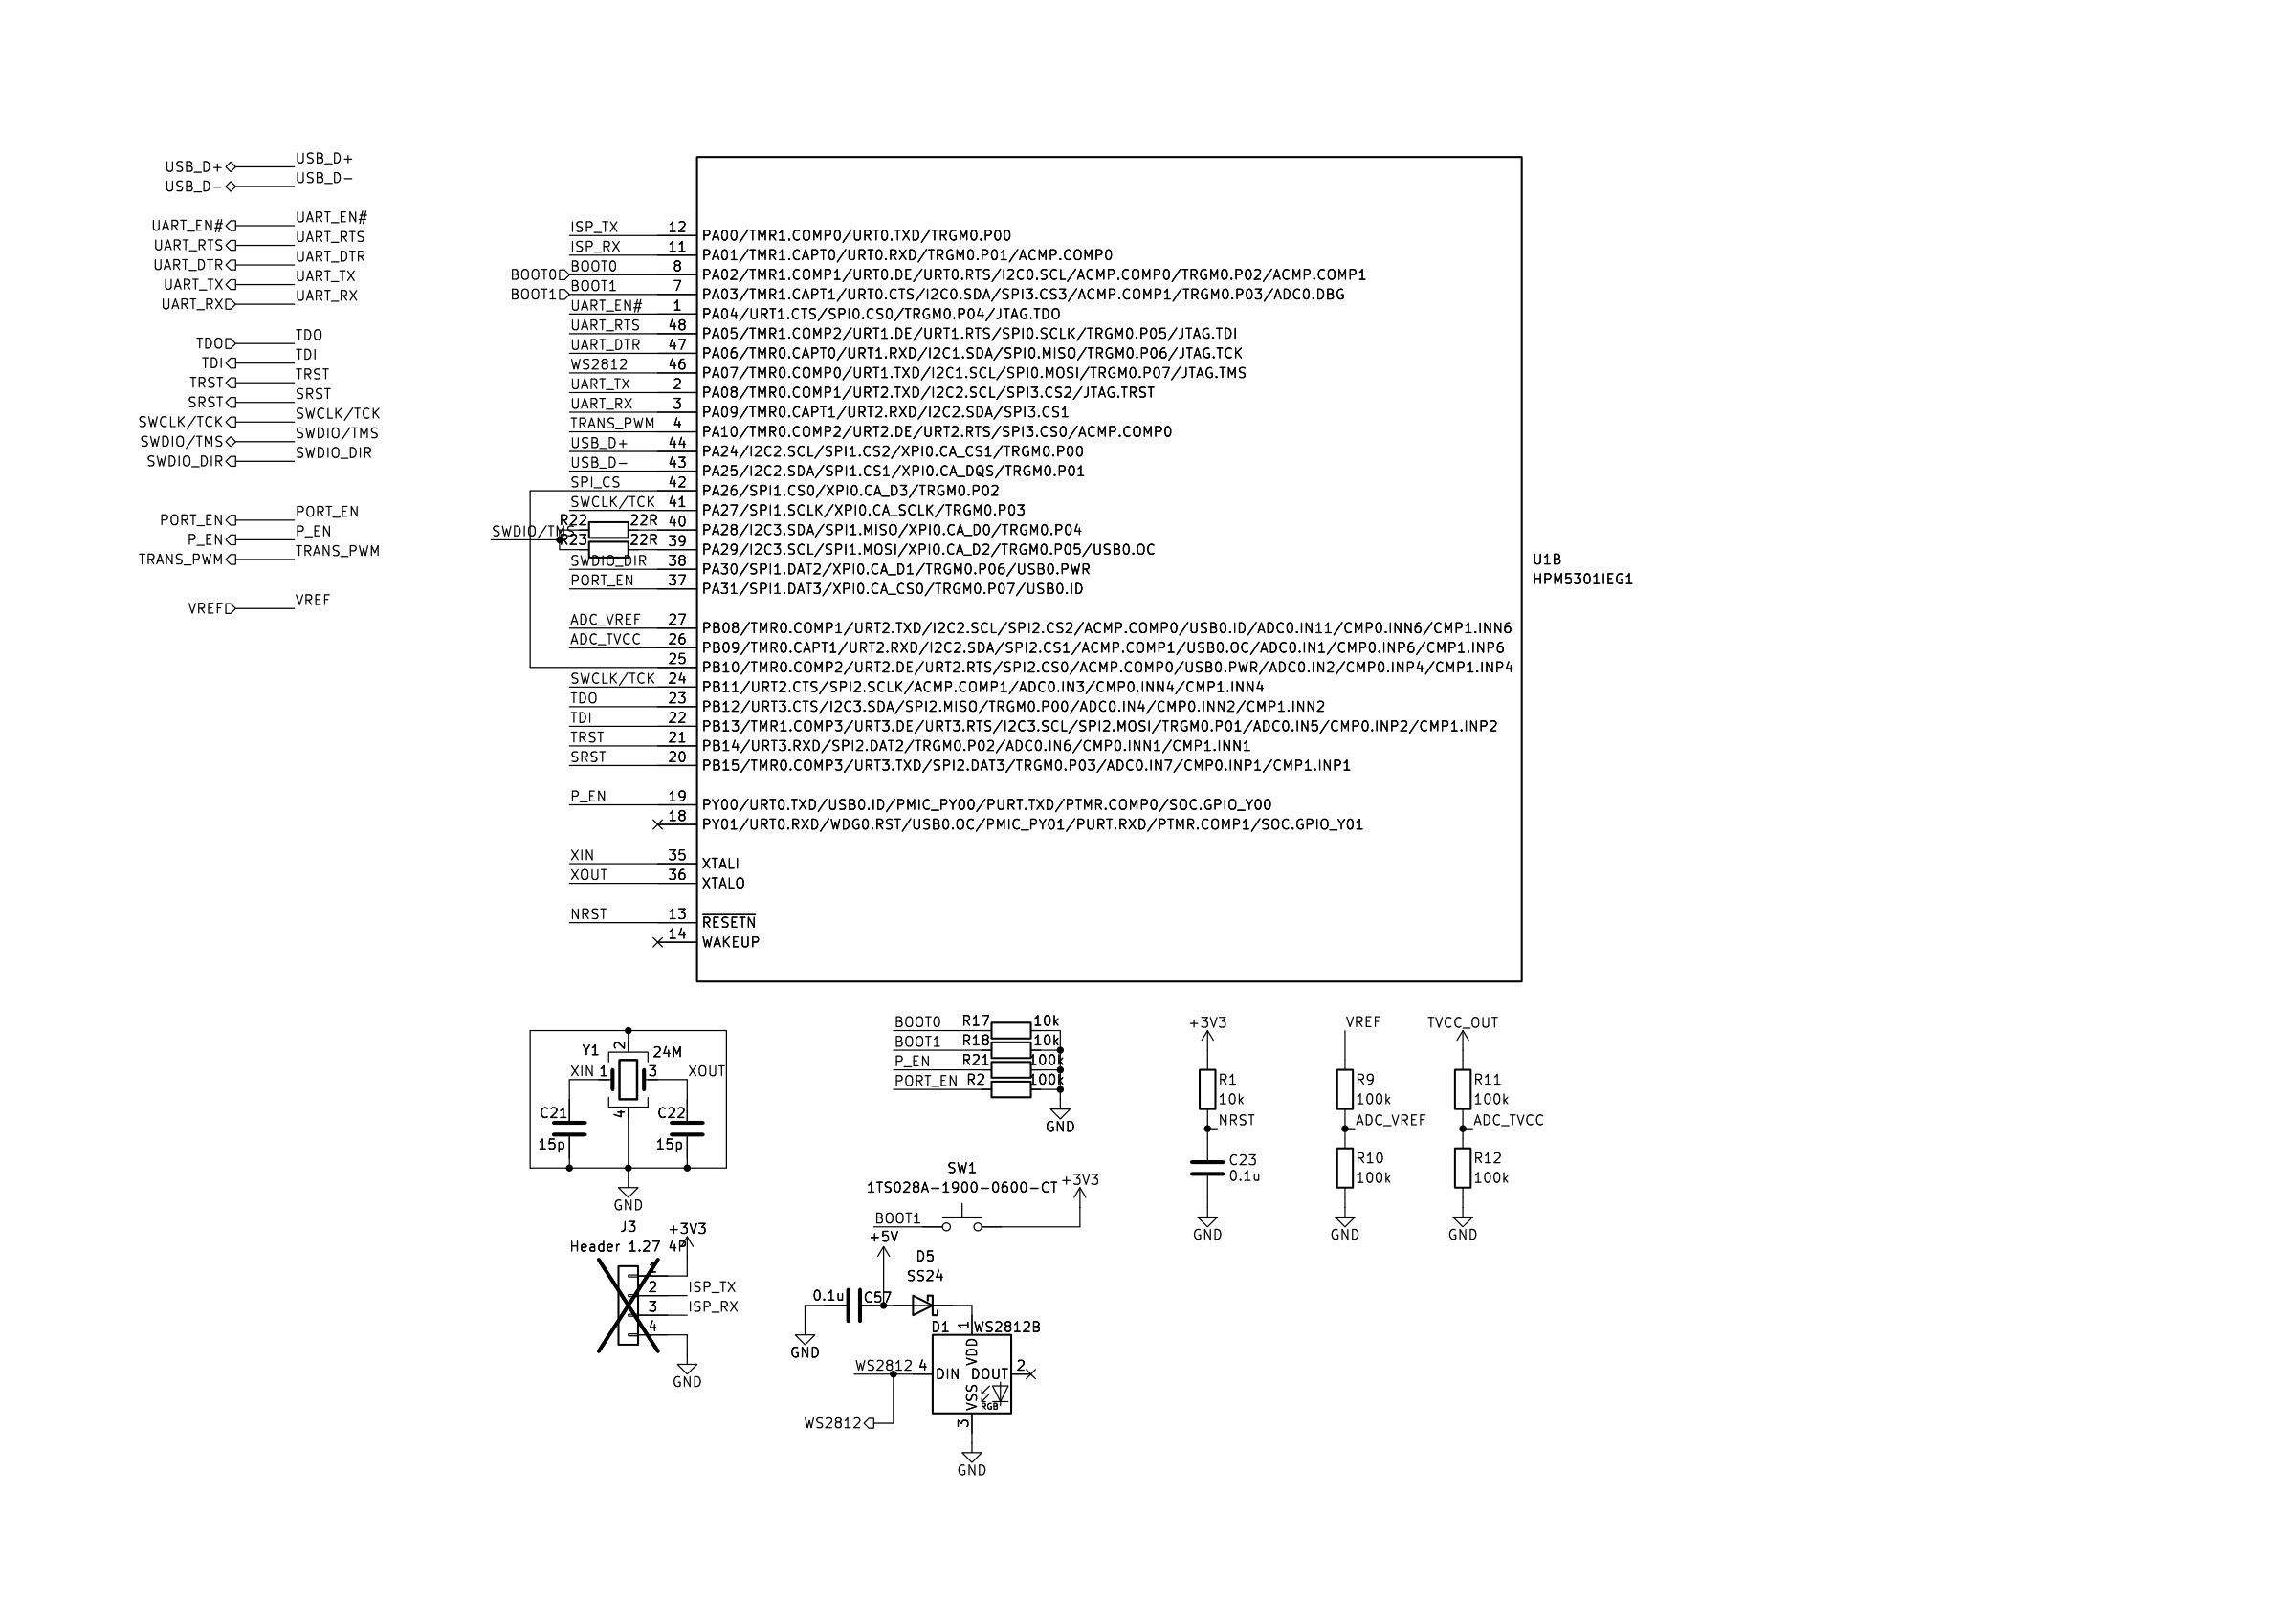 USB_D+ USB_D+
USB_D- USB_D-
UART_EN# UART_EN#
UART_RTS UART_RTS
UART_DTR UART_DTR
UART_TX UART_TX
UART_RX UART_RX
TDO TDO
TDI TDI
TRST TRST
SRST SRST
SWCLK/TCK SWCLK/TCK
SWDIO/TMS SWDIO/TMS
SWDIO_DIR SWDIO_DIR
PORT_EN PORT_EN
P_EN P_EN
TRANS_PWM TRANS_PWM
VREF VREF
ISP_TX 12 PA00/TMR1.COMP0/URT0.TXD/TRGM0.P00
ISP_RX 11 PA01/TMR1.CAPT0/URT0.RXD/TRGM0.P01/ACMP.COMP0
BOOT0 BOOT0 8 PA02/TMR1.COMP1/URT0.DE/URT0.RTS/I2C0.SCL/ACMP.COMP0/TRGM0.P02/ACMP.COMP1
BOOT1 BOOT1 7 PA03/TMR1.CAPT1/URT0.CTS/I2C0.SDA/SPI3.CS3/ACMP.COMP1/TRGM0.P03/ADC0.DBG
UART_EN# 1 PA04/URT1.CTS/SPI0.CS0/TRGM0.P04/JTAG.TDO
UART_RTS 48 PA05/TMR1.COMP2/URT1.DE/URT1.RTS/SPI0.SCLK/TRGM0.P05/JTAG.TDI
UART_DTR 47 PA06/TMR0.CAPT0/URT1.RXD/I2C1.SDA/SPI0.MISO/TRGM0.P06/JTAG.TCK
WS2812 46 PA07/TMR0.COMP0/URT1.TXD/I2C1.SCL/SPI0.MOSI/TRGM0.P07/JTAG.TMS
UART_TX 2 PA08/TMR0.COMP1/URT2.TXD/I2C2.SCL/SPI3.CS2/JTAG.TRST
UART_RX 3 PA09/TMR0.CAPT1/URT2.RXD/I2C2.SDA/SPI3.CS1
TRANS_PWM 4 PA10/TMR0.COMP2/URT2.DE/URT2.RTS/SPI3.CS0/ACMP.COMP0
USB_D+ 44 PA24/I2C2.SCL/SPI1.CS2/XPI0.CA_CS1/TRGM0.P00
USB_D- 43 PA25/I2C2.SDA/SPI1.CS1/XPI0.CA_DQS/TRGM0.P01
SPI_CS 42 PA26/SPI1.CS0/XPI0.CA_D3/TRGM0.P02
SWCLK/TCK 41 PA27/SPI1.SCLK/XPI0.CA_SCLK/TRGM0.P03
R22 22R 40 PA28/I2C3.SDA/SPI1.MISO/XPI0.CA_D0/TRGM0.P04
SWDIO/TMS
R23 22R 39 PA29/I2C3.SCL/SPI1.MOSI/XPI0.CA_D2/TRGM0.P05/USB0.OC
SWDIO_DIR 38 PA30/SPI1.DAT2/XPI0.CA_D1/TRGM0.P06/USB0.PWR
PORT_EN 37 PA31/SPI1.DAT3/XPI0.CA_CS0/TRGM0.P07/USB0.ID
U1B
HPM5301IEG1
ADC_VREF 27 PB08/TMR0.COMP1/URT2.TXD/I2C2.SCL/SPI2.CS2/ACMP.COMP0/USB0.ID/ADC0.IN11/CMP0.INN6/CMP1.INN6
ADC_TVCC 26 PB09/TMR0.CAPT1/URT2.RXD/I2C2.SDA/SPI2.CS1/ACMP.COMP1/USB0.OC/ADC0.IN1/CMP0.INP6/CMP1.INP6
25 PB10/TMR0.COMP2/URT2.DE/URT2.RTS/SPI2.CS0/ACMP.COMP0/USB0.PWR/ADC0.IN2/CMP0.INP4/CMP1.INP4
SWCLK/TCK 24 PB11/URT2.CTS/SPI2.SCLK/ACMP.COMP1/ADC0.IN3/CMP0.INN4/CMP1.INN4
TDO 23 PB12/URT3.CTS/I2C3.SDA/SPI2.MISO/TRGM0.P00/ADC0.IN4/CMP0.INN2/CMP1.INN2
TDI 22 PB13/TMR1.COMP3/URT3.DE/URT3.RTS/I2C3.SCL/SPI2.MOSI/TRGM0.P01/ADC0.IN5/CMP0.INP2/CMP1.INP2
TRST 21 PB14/URT3.RXD/SPI2.DAT2/TRGM0.P02/ADC0.IN6/CMP0.INN1/CMP1.INN1
SRST 20 PB15/TMR0.COMP3/URT3.TXD/SPI2.DAT3/TRGM0.P03/ADC0.IN7/CMP0.INP1/CMP1.INP1
P_EN 19 PY00/URT0.TXD/USB0.ID/PMIC_PY00/PURT.TXD/PTMR.COMP0/SOC.GPIO_Y00
18 PY01/URT0.RXD/WDG0.RST/USB0.OC/PMIC_PY01/PURT.RXD/PTMR.COMP1/SOC.GPIO_Y01
XIN 35 XTALI
XOUT 36 XTALO
NRST 13 RESETN
14 WAKEUP
Y1 2 24M
XIN 1 3 XOUT
C21 4 C22
15p 15p
GND
BOOT0 R17 10k
BOOT1 R18 10k
P_EN R21 100k
PORT_EN R2 100k
GND
+3V3
R1
10k
NRST
C23
0.1u
GND
VREF
R9
100k
ADC_VREF
R10
100k
GND
TVCC_OUT
R11
100k
ADC_TVCC
R12
100k
GND
SW1
1TS028A-1900-0600-CT +3V3
BOOT1
J3 +3V3
Header 1.27 4P
1
2 ISP_TX
3 ISP_RX
4
GND
+5V
D5
SS24
0.1u C57
GND
D1 1 WS2812B
VDD
WS2812 4 DIN DOUT 2
VSS RGB
WS2812 3
GND